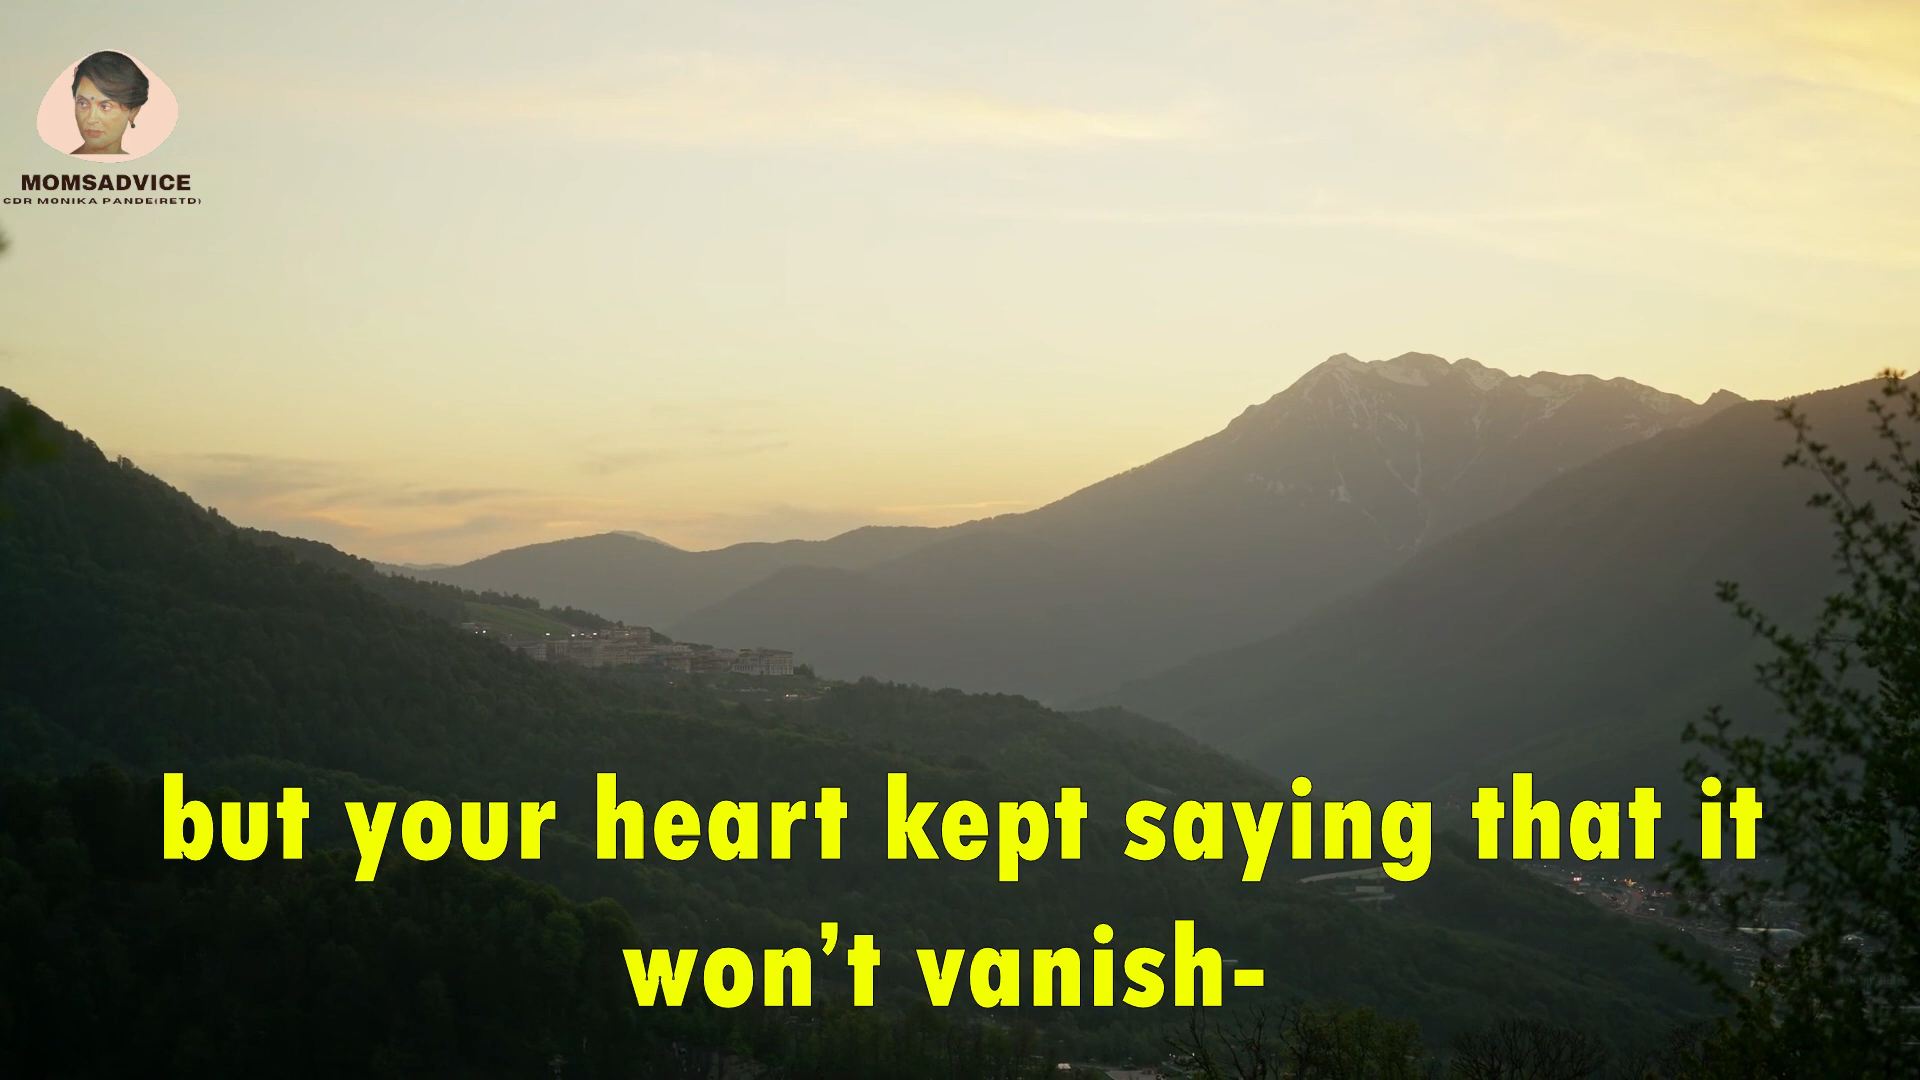 MOMSADVICE
CDR MONIKA PANDE(RETD)
but your heart kept saying that it
won’t vanish-